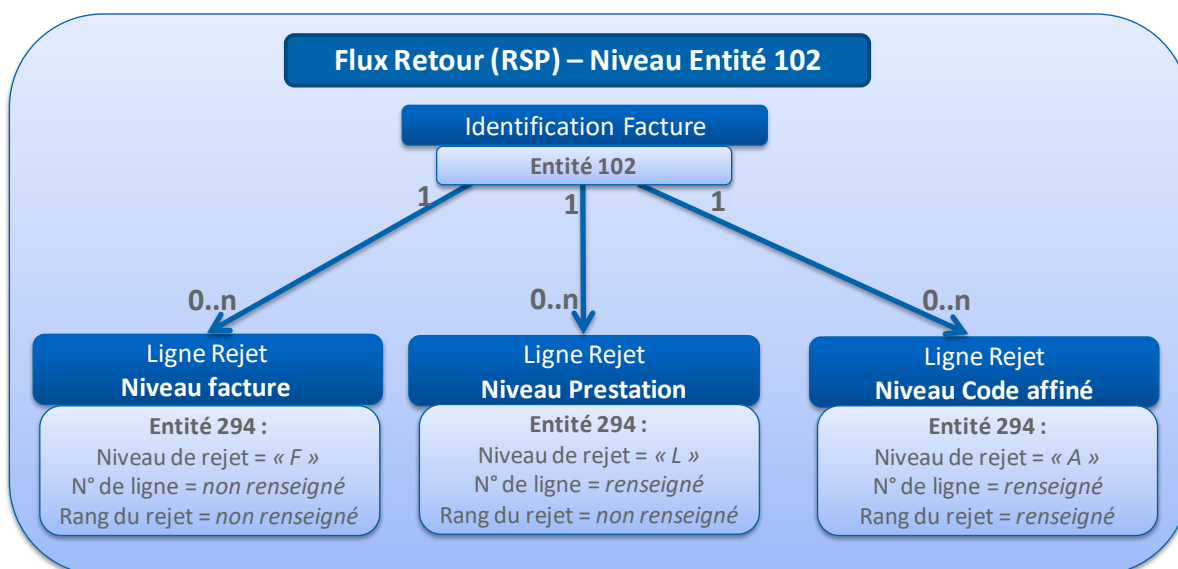 Flux Retour (RSP) – Niveau Entité 102
Identification Facture
Entité 102
1
1
1
0..n
0..n
0..n
Ligne Rejet
Niveau facture
Entité 294 :
Niveau de rejet = « F »
N° de ligne = non renseigné
Rang du rejet = non renseigné
Ligne Rejet
Niveau Prestation
Entité 294 :
Niveau de rejet = « L »
N° de ligne = renseigné
Rang du rejet = non renseigné
Ligne Rejet
Niveau Code affiné
Entité 294 :
Niveau de rejet = « A »
N° de ligne = renseigné
Rang du rejet = renseigné